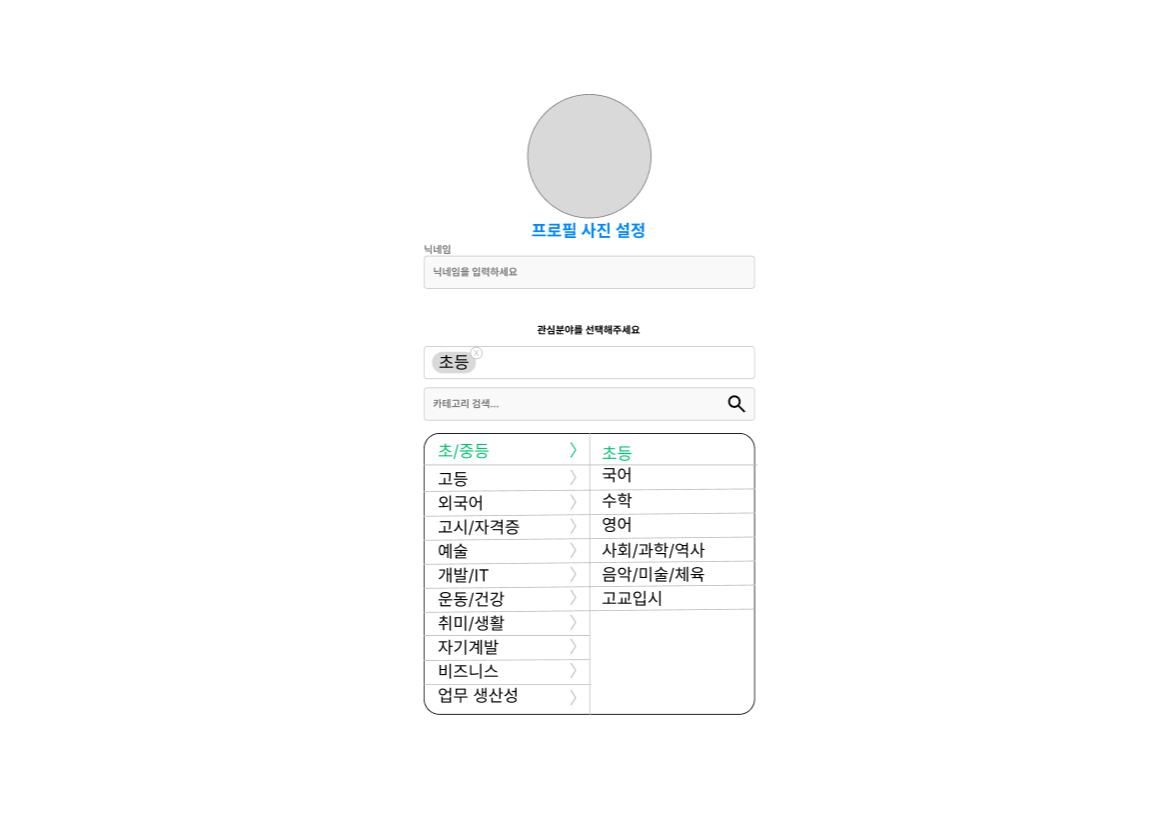 프로필 사진 설정
닉네임
닉네임을 입력하세요
관심분야를 선택해주세요
초등 x
카테고리 검색...
초/중등
고등
외국어
고시/자격증
예술
개발/IT
운동/건강
취미/생활
자기계발
비즈니스
업무 생산성
초등
국어
수학
영어
사회/과학/역사
음악/미술/체육
고교입시